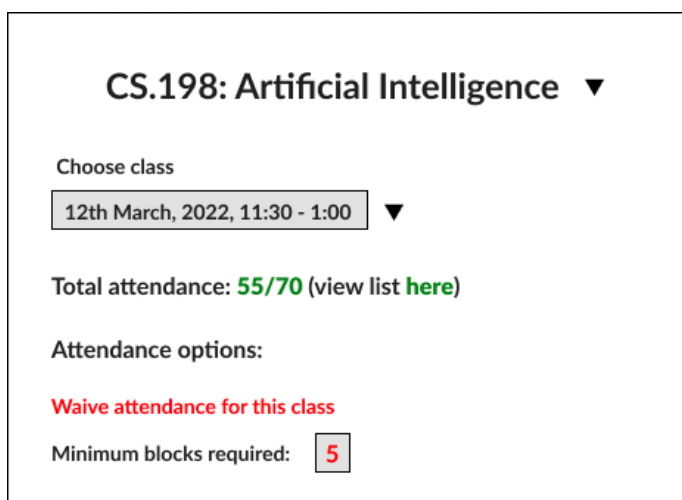 CS.198: Artificial Intelligence ▼
Choose class
12th March, 2022, 11:30 - 1:00 ▼
Total attendance: 55/70 (view list here)
Attendance options:
Waive attendance for this class
Minimum blocks required: 5